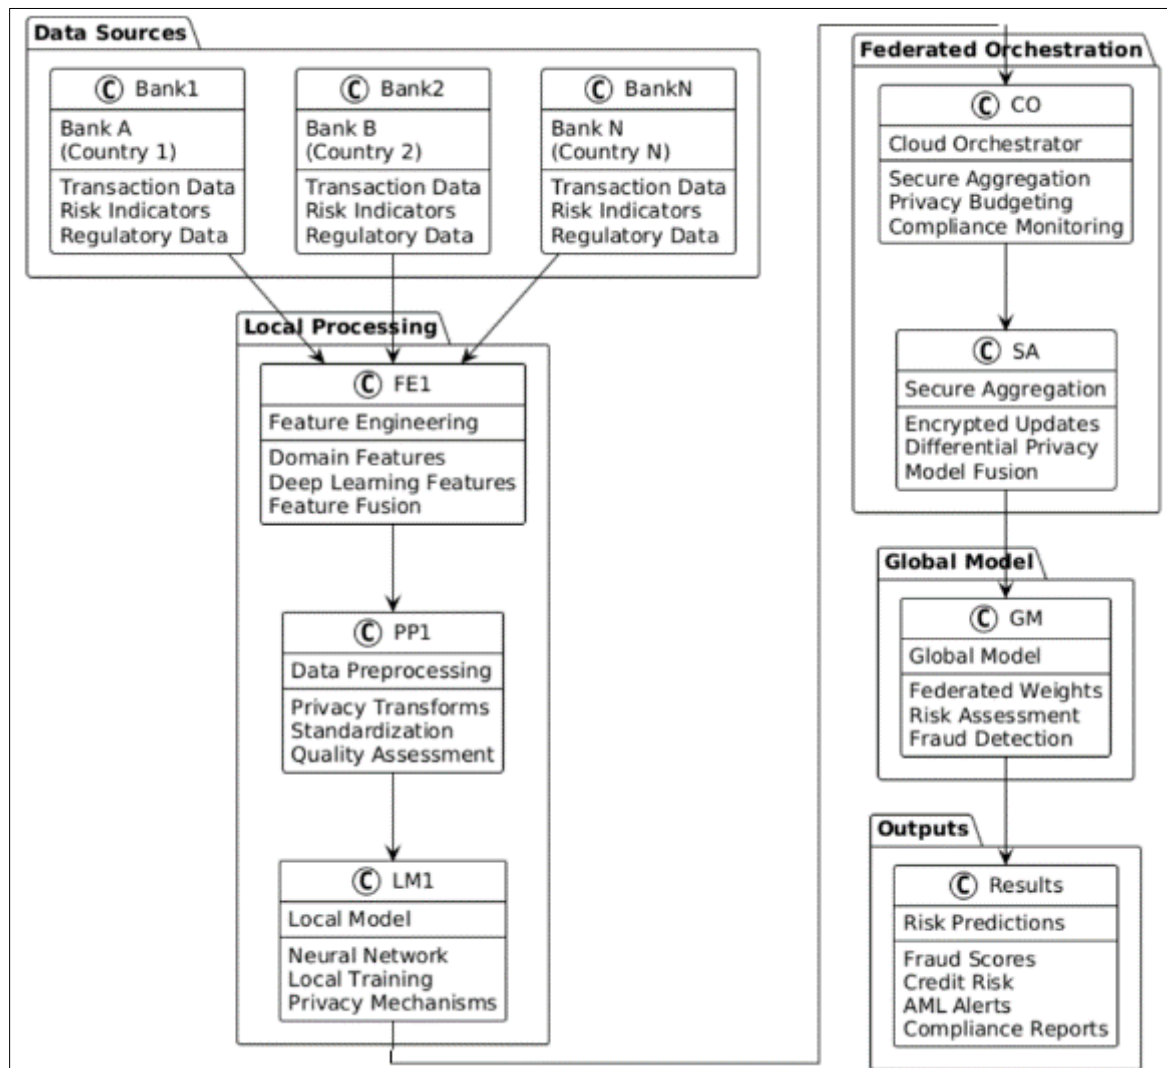 Data Sources
C Bank1
Bank A
(Country 1)
Transaction Data
Risk Indicators
Regulatory Data
C Bank2
Bank B
(Country 2)
Transaction Data
Risk Indicators
Regulatory Data
C BankN
Bank N
(Country N)
Transaction Data
Risk Indicators
Regulatory Data
Local Processing
C FE1
Feature Engineering
Domain Features
Deep Learning Features
Feature Fusion
C PP1
Data Preprocessing
Privacy Transforms
Standardization
Quality Assessment
C LM1
Local Model
Neural Network
Local Training
Privacy Mechanisms
Federated Orchestration
C CO
Cloud Orchestrator
Secure Aggregation
Privacy Budgeting
Compliance Monitoring
C SA
Secure Aggregation
Encrypted Updates
Differential Privacy
Model Fusion
Global Model
C GM
Global Model
Federated Weights
Risk Assessment
Fraud Detection
Outputs
C Results
Risk Predictions
Fraud Scores
Credit Risk
AML Alerts
Compliance Reports